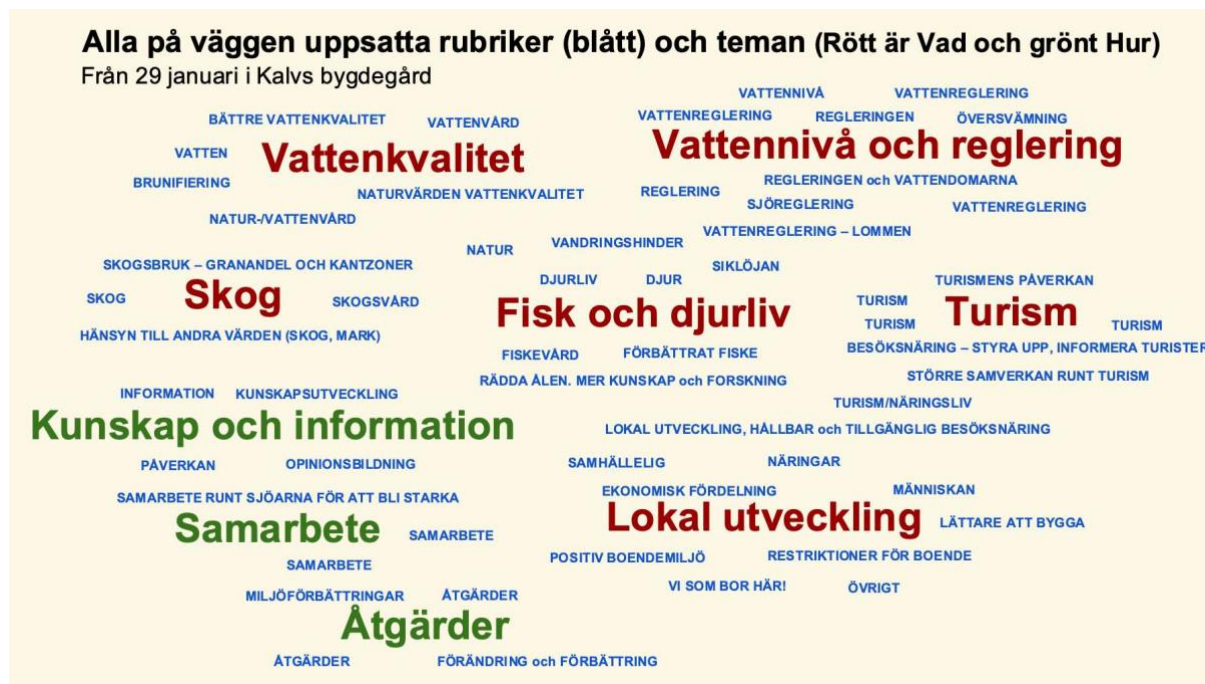 Alla på väggen uppsatta rubriker (blått) och teman (Rött är Vad och grönt Hur)
Från 29 januari i Kalvs bygdegård
BÄTTRE VATTENKVALITET
VATTENVÅRD
VATTEN
Vattenkvalitet
BRUNIFIERING
NATURVÄRDEN VATTENKVALITET
NATUR-/VATTENVÅRD
VATTENNIVÅ
VATTENREGLERING
VATTENREGLERING
REGLERINGEN
ÖVERSVÄMNING
Vattennivå och reglering
REGLERINGEN och VATTENDOMARNA
REGLERING
SJÖREGLERING
VATTENREGLERING
VATTENREGLERING – LOMMEN
SKOGSBRUK – GRANANDEL OCH KANTZONER
SKOG
Skog
SKOGSVÅRD
HÄNSYN TILL ANDRA VÄRDEN (SKOG, MARK)
NATUR
VANDRINGSHINDER
SIKLÖJAN
DJURLIV
DJUR
Fisk och djurliv
FISKEVÅRD
FÖRBÄTTRAT FISKE
RÄDDA ÅLEN. MER KUNSKAP och FORSKNING
TURISMENS PÅVERKAN
TURISM
Turism
TURISM
TURISM
BESÖKSNÄRING – STYRA UPP, INFORMERA TURISTER
STÖRRE SAMVERKAN RUNT TURISM
TURISM/NÄRINGSLIV
LOKAL UTVECKLING, HÅLLBAR och TILLGÄNGLIG BESÖKSNÄRING
INFORMATION
KUNSKAPSUTVECKLING
Kunskap och information
PÅVERKAN
OPINIONSBILDNING
SAMARBETE RUNT SJÖARNA FÖR ATT BLI STARKA
Samarbete
SAMARBETE
SAMARBETE
SAMHÄLLELIG
NÄRINGAR
EKONOMISK FÖRDELNING
MÄNNISKAN
Lokal utveckling
LÄTTARE ATT BYGGA
POSITIV BOENDEMILJÖ
RESTRIKTIONER FÖR BOENDE
VI SOM BOR HÄR!
ÖVRIGT
MILJÖFÖRBÄTTRINGAR
ÅTGÄRDER
Åtgärder
ÅTGÄRDER
FÖRÄNDRING och FÖRBÄTTRING